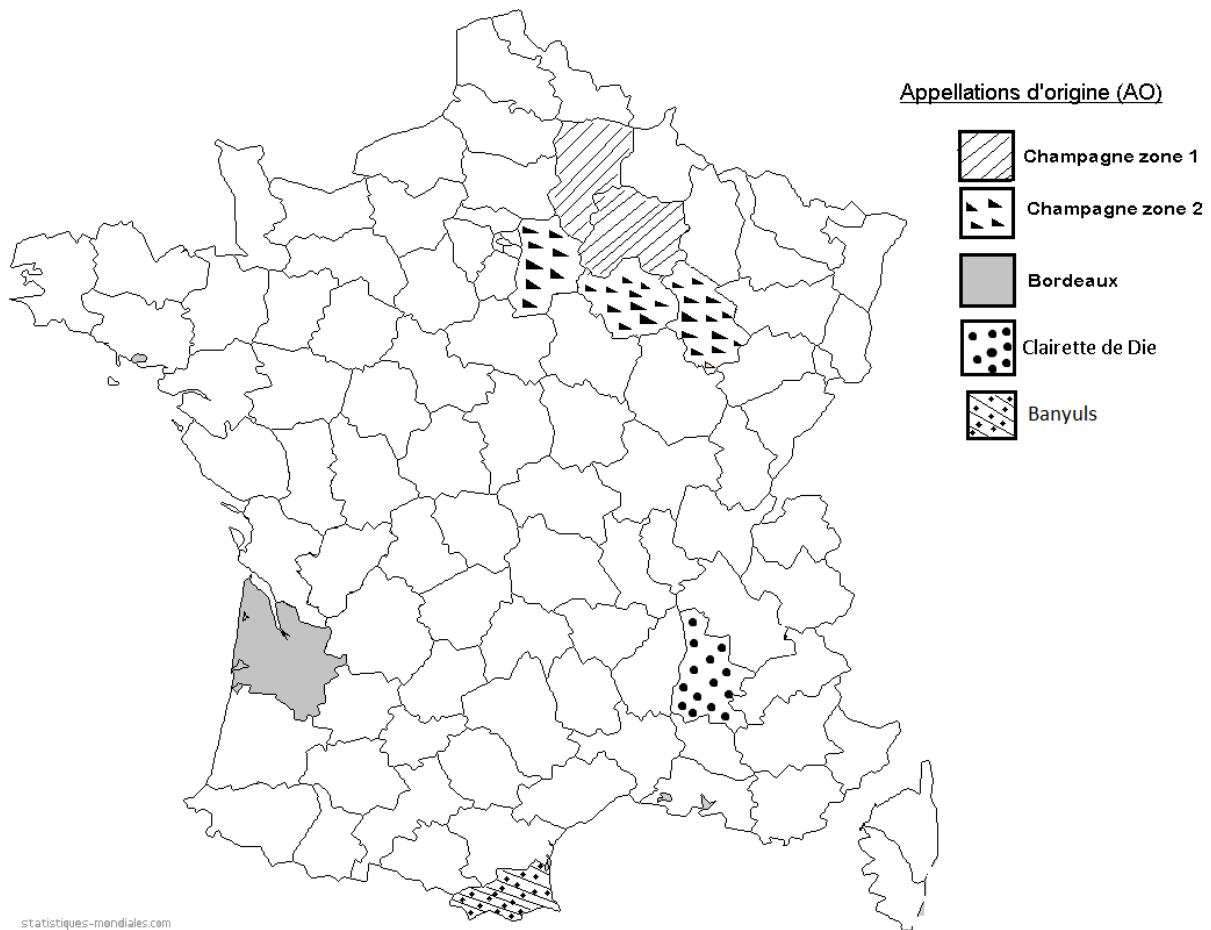 Appellations d'origine (AO)
Champagne zone 1
Champagne zone 2
Bordeaux
Clairette de Die
Banyuls
statistiques-mondiales.com